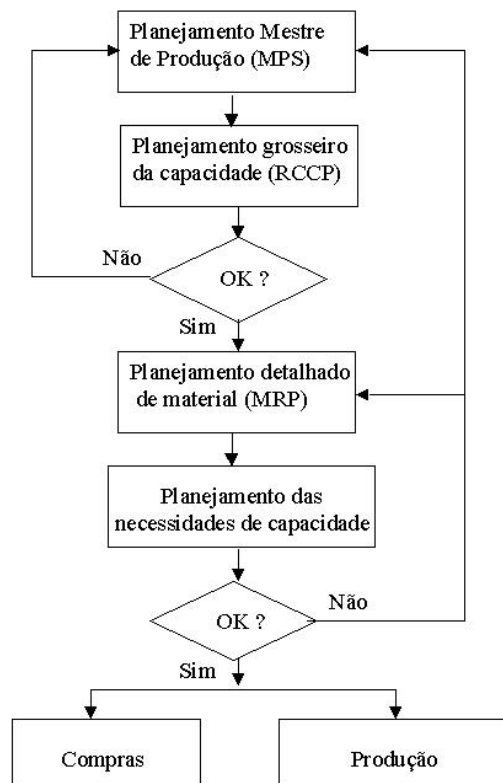 Planejamento Mestre
de Produção (MPS)
Planejamento grosseiro
da capacidade (RCCP)
Não
OK ?
Sim
Planejamento detalhado
de material (MRP)
Planejamento das
necessidades de capacidade
Não
OK ?
Sim
Compras
Produção